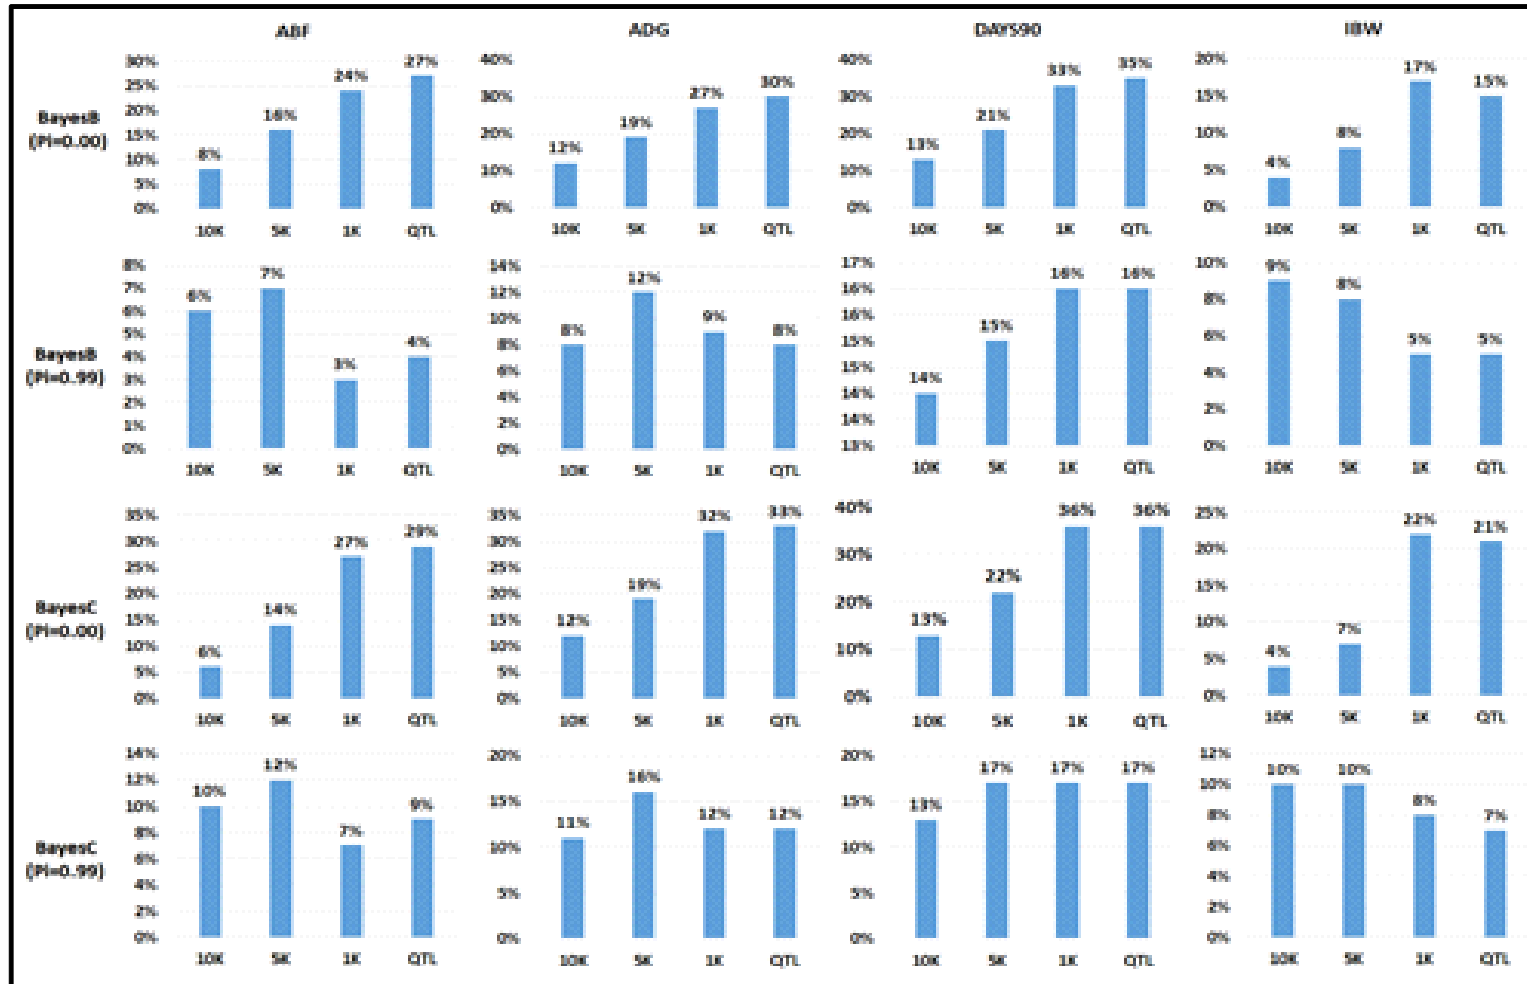 ABF ADG DAYS90 IBW
BayesB
(Pi=0.00)
30%
25%
20%
15%
10%
5%
0%
8% 16% 24% 27%
10K 5K 1K QTL
40%
30%
20%
10%
0%
12% 19% 27% 30%
10K 5K 1K QTL
40%
30%
20%
10%
0%
13% 21% 33% 35%
10K 5K 1K QTL
20%
15%
10%
5%
0%
4% 8% 17% 15%
10K 5K 1K QTL
BayesB
(Pi=0.99)
8%
7%
6%
5%
4%
3%
2%
1%
0%
6% 7% 3% 4%
10K 5K 1K QTL
14%
12%
10%
8%
6%
4%
2%
0%
8% 12% 9% 8%
10K 5K 1K QTL
17%
16%
16%
15%
15%
14%
14%
13%
14% 15% 16% 16%
10K 5K 1K QTL
10%
8%
6%
4%
2%
0%
9% 8% 5% 5%
10K 5K 1K QTL
BayesC
(Pi=0.00)
35%
30%
25%
20%
15%
10%
5%
0%
6% 14% 27% 29%
10K 5K 1K QTL
35%
30%
25%
20%
15%
10%
5%
0%
12% 19% 32% 33%
10K 5K 1K QTL
40%
30%
20%
10%
0%
13% 22% 36% 36%
10K 5K 1K QTL
25%
20%
15%
10%
5%
0%
4% 7% 22% 21%
10K 5K 1K QTL
BayesC
(Pi=0.99)
14%
12%
10%
8%
6%
4%
2%
0%
10% 12% 7% 9%
10K 5K 1K QTL
20%
15%
10%
5%
0%
11% 16% 12% 12%
10K 5K 1K QTL
20%
15%
10%
5%
0%
13% 17% 17% 17%
10K 5K 1K QTL
12%
10%
8%
6%
4%
2%
0%
10% 10% 8% 7%
10K 5K 1K QTL